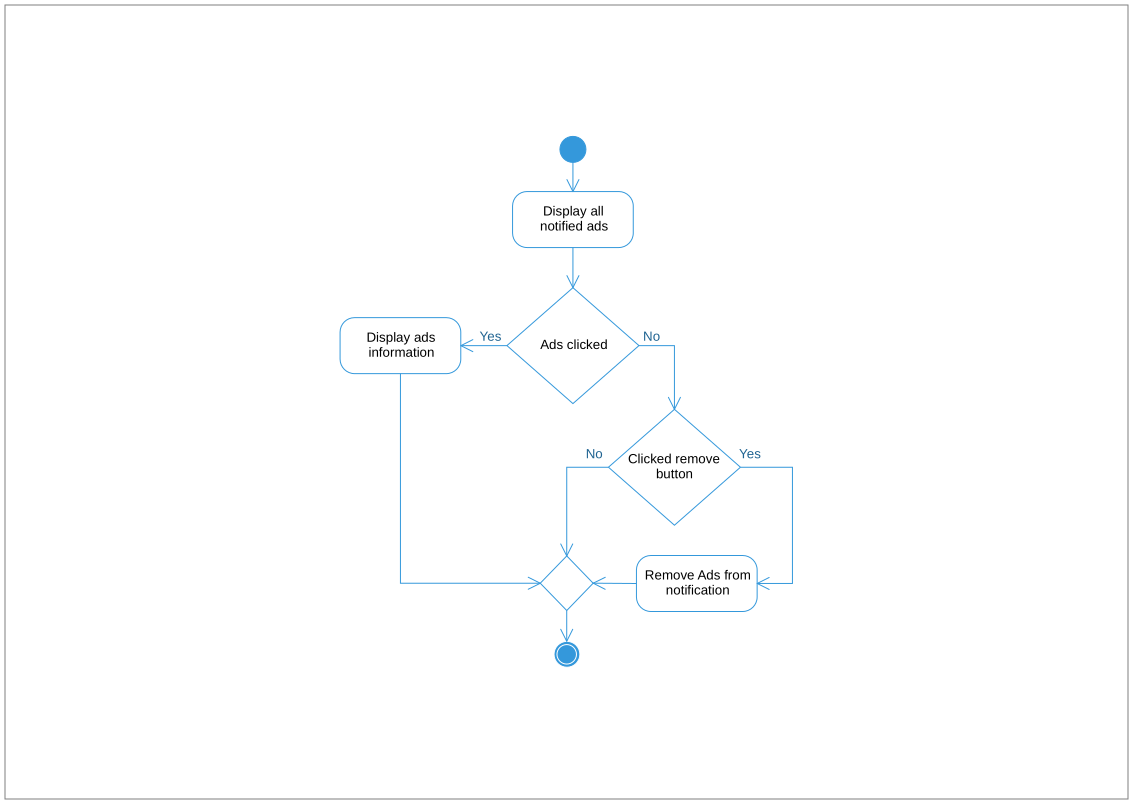 Display all
notified ads
Display ads
information
Yes
Ads clicked
No
No
Clicked remove
button
Yes
Remove Ads from
notification